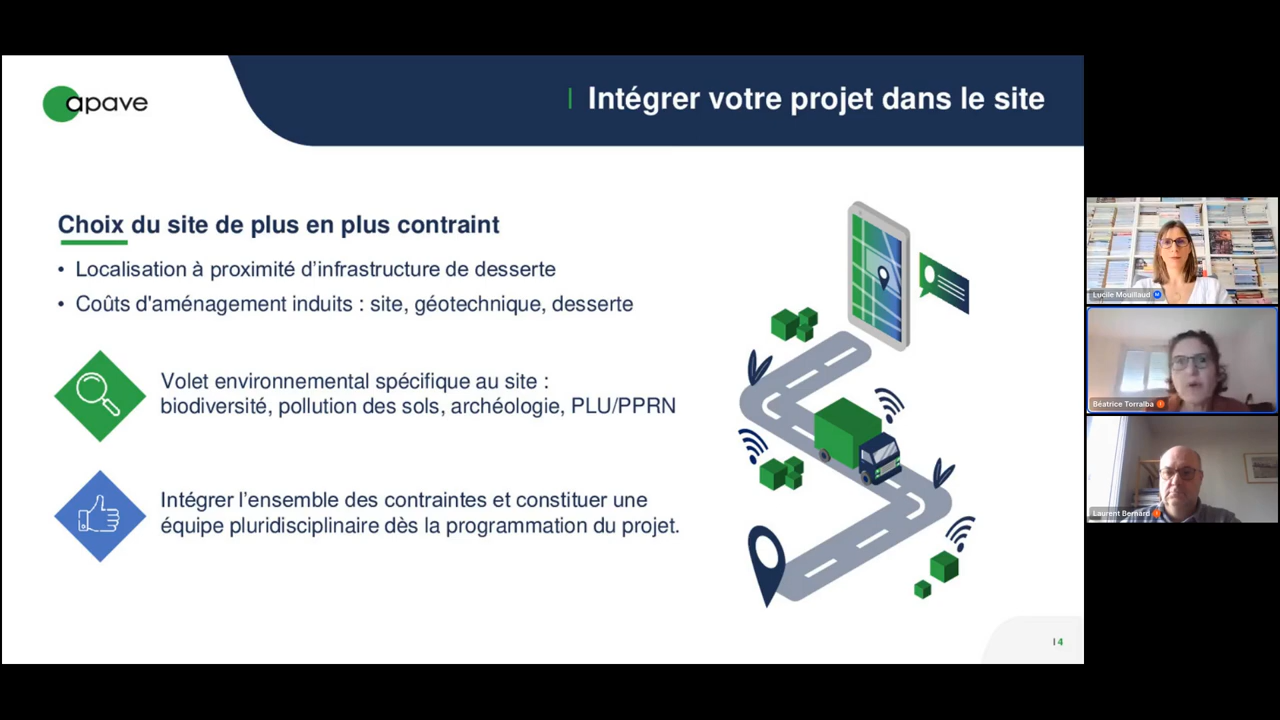 apave
Intégrer votre projet dans le site
Choix du site de plus en plus contraint
• Localisation à proximité d’infrastructure de desserte
• Coûts d'aménagement induits : site, géotechnique, desserte
Volet environnemental spécifique au site :
biodiversité, pollution des sols, archéologie, PLU/PPRN
Intégrer l’ensemble des contraintes et constituer une
équipe pluridisciplinaire dès la programmation du projet.
4
Lucile Mouillaud
Béatrice Torralba
Laurent Bernard